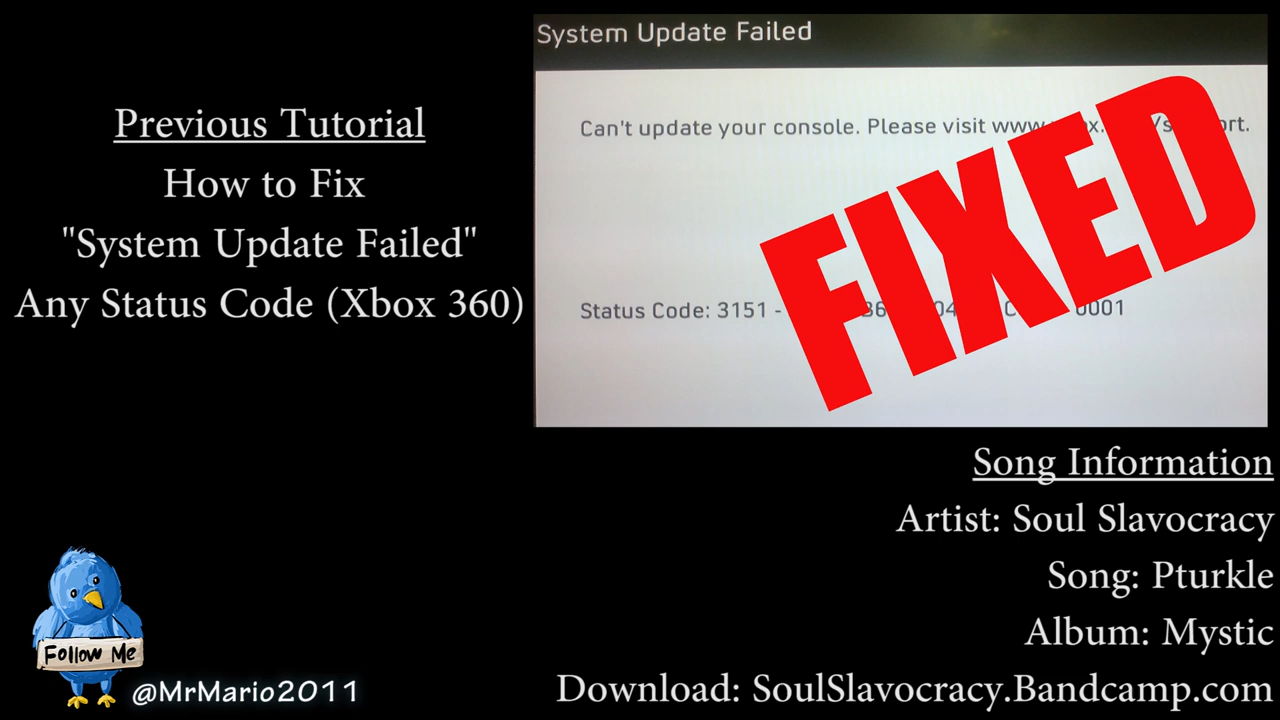 Previous Tutorial
How to Fix
"System Update Failed"
Any Status Code (Xbox 360)
System Update Failed
Can't update your console. Please visit
FIXED
Status Code: 3151 -
0001
Song Information
Artist: Soul Slavocracy
Song: Pturkle
Album: Mystic
Download: SoulSlavocracy.Bandcamp.com
Follow Me
@MrMario2011